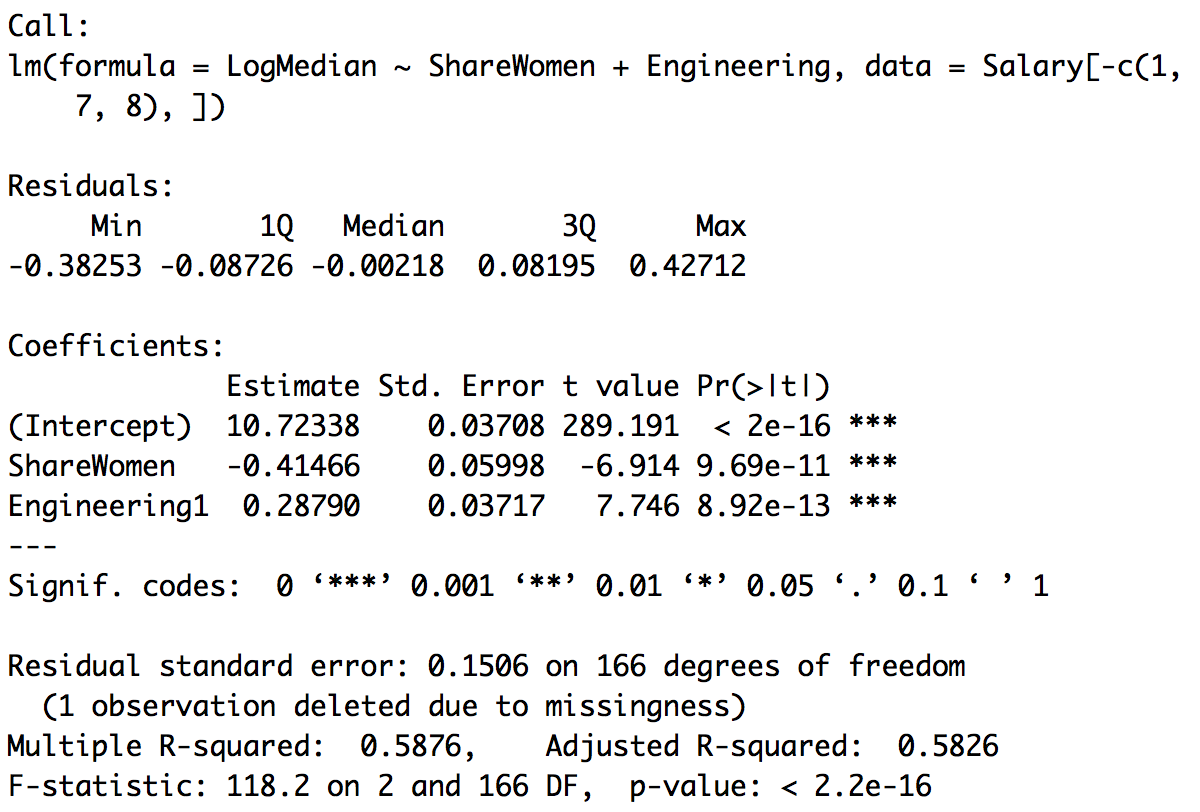 Call:
lm(formula = LogMedian ~ ShareWomen + Engineering, data = Salary[-c(1,
    7, 8), ])

Residuals:
     Min       1Q   Median       3Q      Max
-0.38253 -0.08726 -0.00218  0.08195  0.42712

Coefficients:
             Estimate Std. Error t value Pr(>|t|)
(Intercept)  10.72338    0.03708 289.191  < 2e-16 ***
ShareWomen   -0.41466    0.05998  -6.914 9.69e-11 ***
Engineering1  0.28790    0.03717   7.746 8.92e-13 ***
---
Signif. codes:  0 ‘***’ 0.001 ‘**’ 0.01 ‘*’ 0.05 ‘.’ 0.1 ‘ ’ 1

Residual standard error: 0.1506 on 166 degrees of freedom
  (1 observation deleted due to missingness)
Multiple R-squared:  0.5876,	Adjusted R-squared:  0.5826
F-statistic: 118.2 on 2 and 166 DF,  p-value: < 2.2e-16